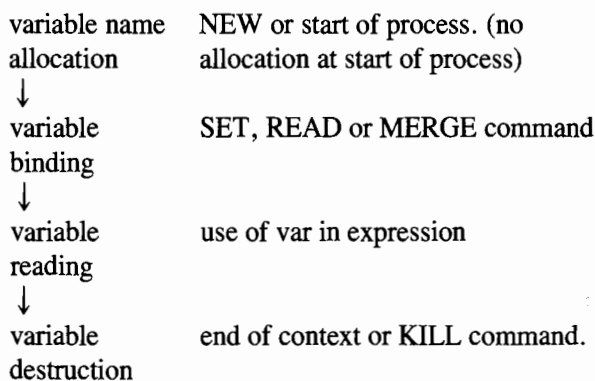 variable name NEW or start of process. (no
allocation allocation at start of process)
↓
variable SET, READ or MERGE command
binding
↓
variable use of var in expression
reading
↓
variable end of context or KILL command.
destruction